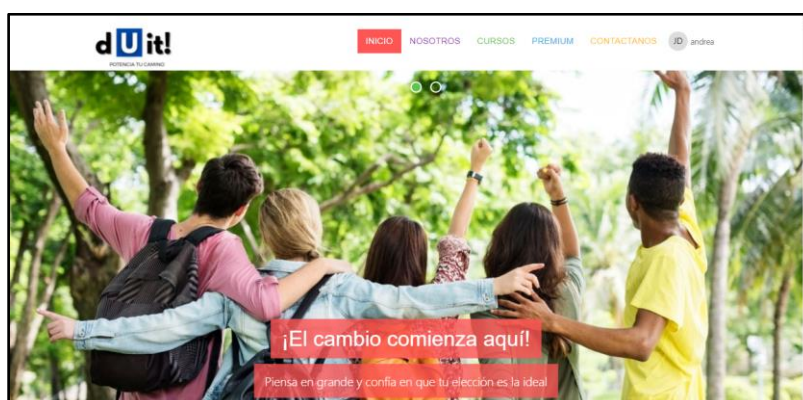 dUit!
POTENCIA TU CAMINO
INICIO NOSOTROS CURSOS PREMIUM CONTACTANOS JD andrea
¡El cambio comienza aquí!
Piensa en grande y confía en que tu elección es la ideal